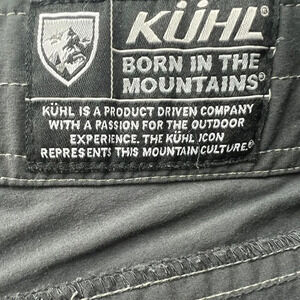 KÜHL®
BORN IN THE
MOUNTAINS®
KÜHL IS A PRODUCT DRIVEN COMPANY
WITH A PASSION FOR THE OUTDOOR
EXPERIENCE. THE KÜHL ICON
REPRESENTS THIS MOUNTAIN CULTURE.®